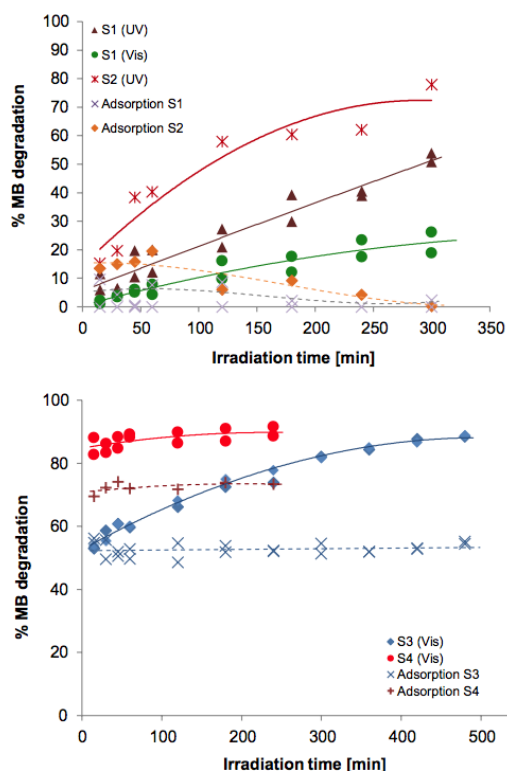 100
90
80
70
60
50
40
30
20
10
0
% MB degradation
S1 (UV)
S1 (Vis)
S2 (UV)
Adsorption S1
Adsorption S2
0 50 100 150 200 250 300 350
Irradiation time [min]
100
80
60
40
20
0
% MB degradation
S3 (Vis)
S4 (Vis)
Adsorption S3
Adsorption S4
0 100 200 300 400 500
Irradiation time [min]